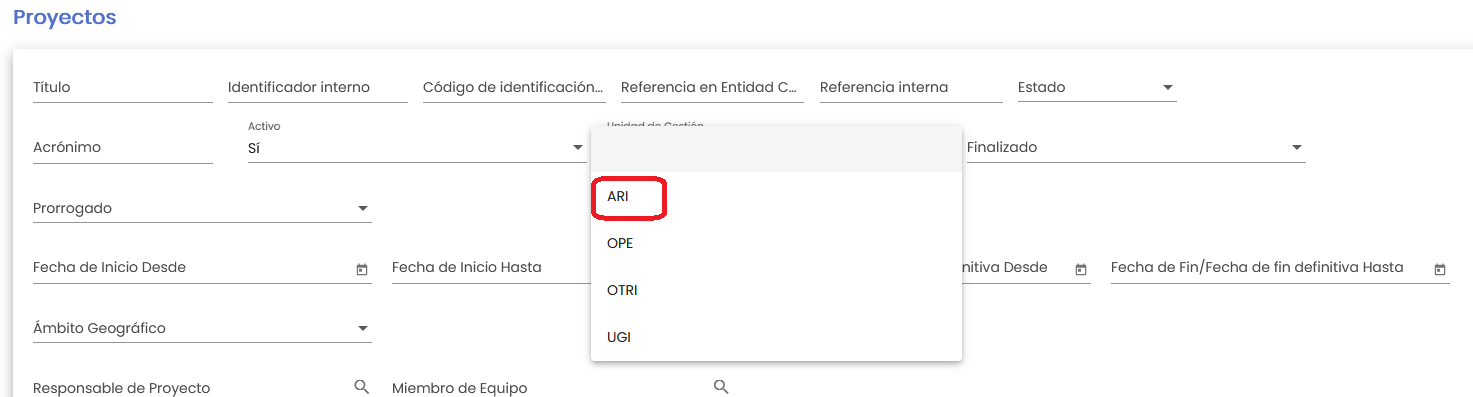 Proyectos
Título Identificador interno Código de identificación... Referencia en Entidad C... Referencia interna Estado
Activo Unidad de Gestión
Acrónimo Sí Finalizado
ARI
Prorrogado
OPE
Fecha de Inicio Desde Fecha de Inicio Hasta nitiva Desde Fecha de Fin/Fecha de fin definitiva Hasta
OTRI
Ámbito Geográfico
UGI
Responsable de Proyecto Miembro de Equipo